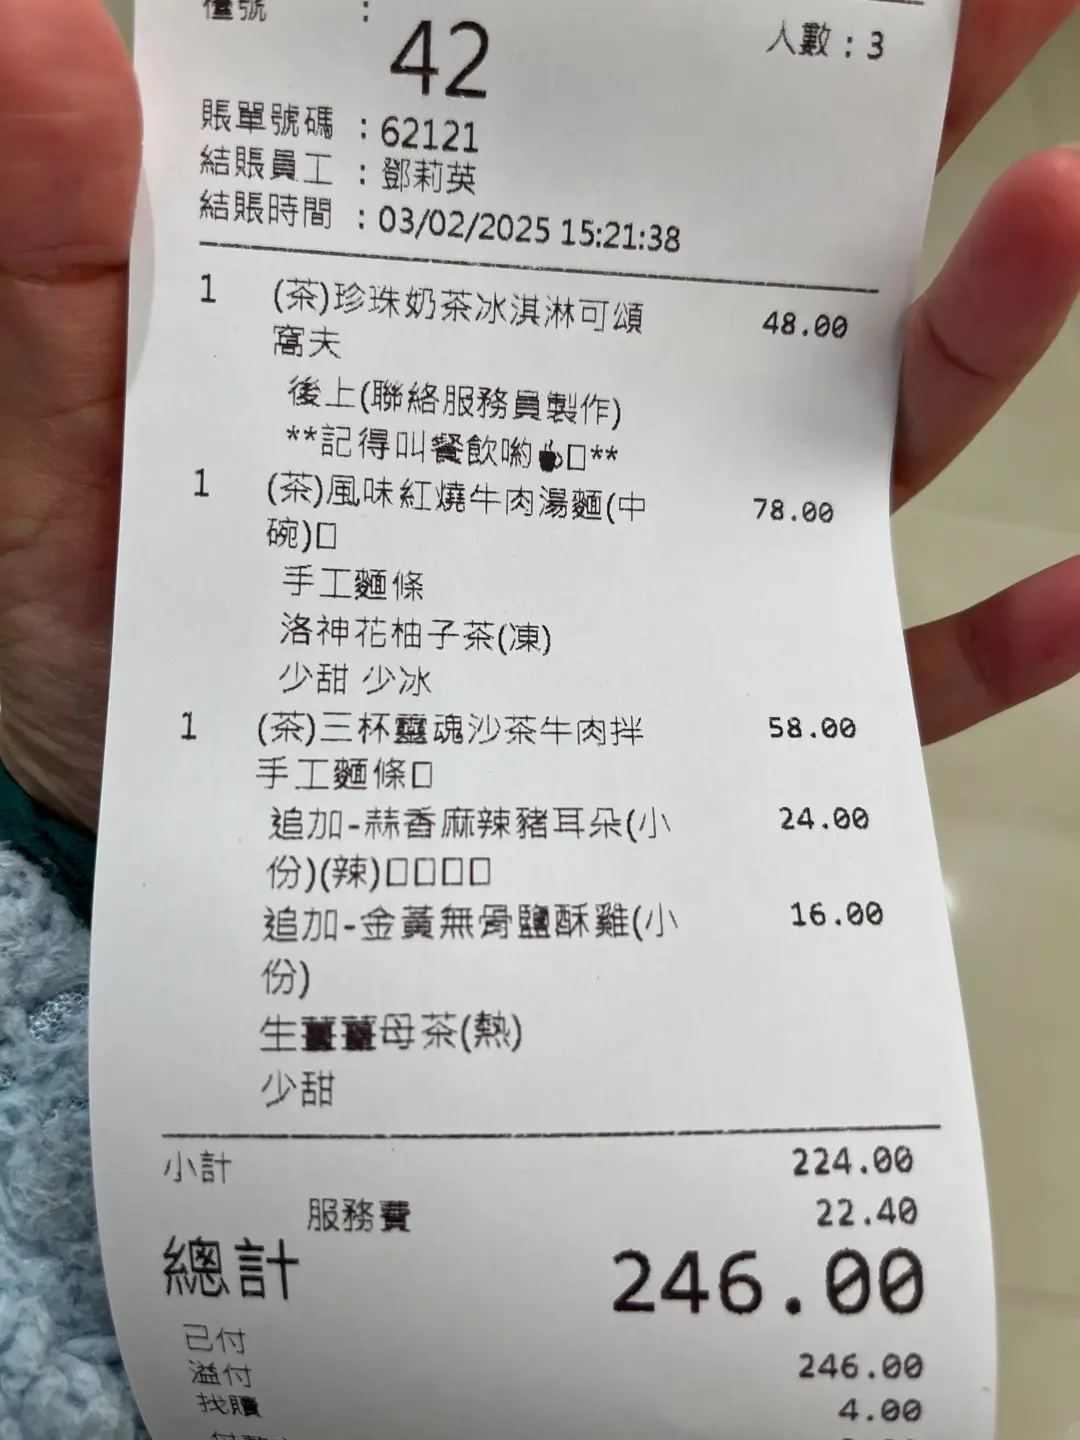 檯號 :
42
人數 : 3
賬單號碼 : 62121
結賬員工 : 鄧莉英
結賬時間 : 03/02/2025 15:21:38
1 (茶)珍珠奶茶冰淇淋可頌 48.00
窩夫
後上(聯絡服務員製作)
**記得叫餐飲喲☕□**
1 (茶)風味紅燒牛肉湯麵(中 78.00
碗)□
手工麵條
洛神花柚子茶(凍)
少甜 少冰
1 (茶)三杯靈魂沙茶牛肉拌 58.00
手工麵條□
追加-蒜香麻辣豬耳朵(小 24.00
份)(辣)□□□□
追加-金黃無骨鹽酥雞(小 16.00
份)
生薑薑母茶(熱)
少甜
小計 224.00
服務費 22.40
總計 246.00
已付 246.00
溢付 4.00
找贖